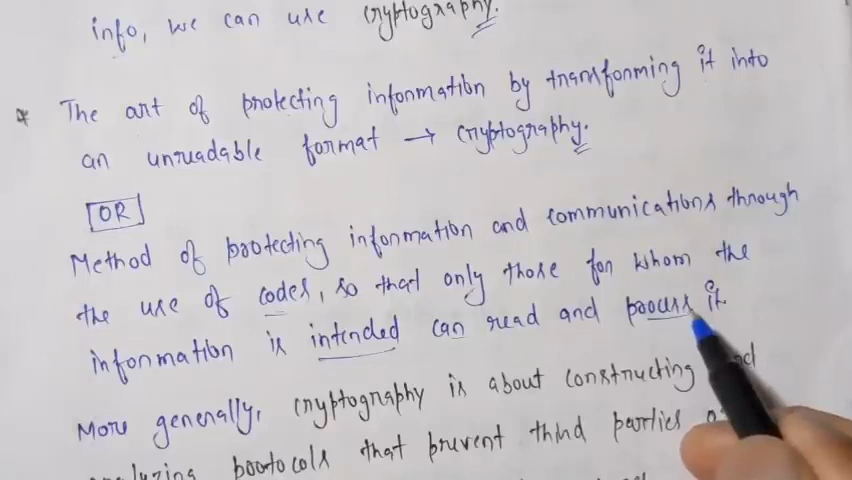 info, we can use cryptography.
* The art of protecting information by transforming it into
an unreadable format → cryptography.
OR
Method of protecting information and communications through
the use of codes, so that only those for whom the
information is intended can read and process it
More generally, cryptography is about constructing and
analyzing protocols that prevent third parties